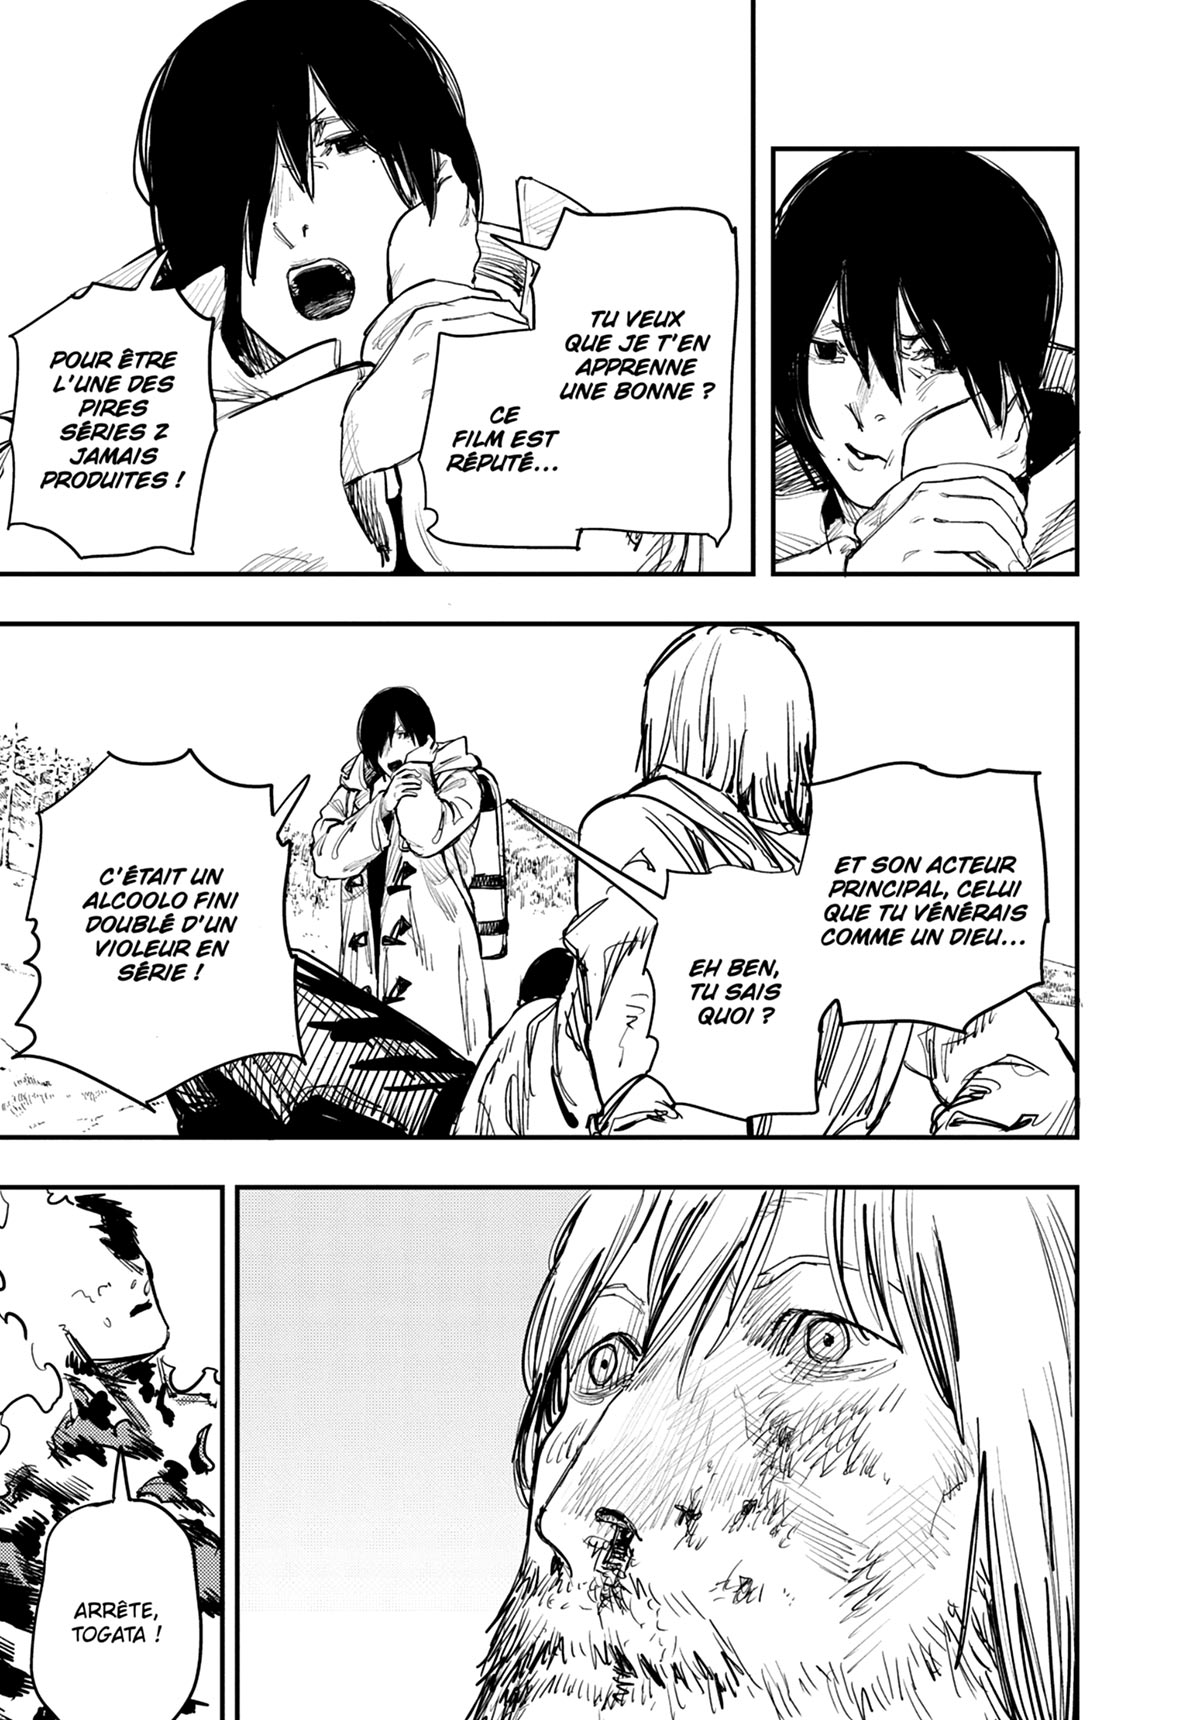 TU VEUX
QUE JE T'EN
APPRENNE
UNE BONNE ?
CE
FILM EST
RÉPUTÉ...
POUR ÊTRE
L'UNE DES
PIRES
SÉRIES Z
JAMAIS
PRODUITES !
ET SON ACTEUR
PRINCIPAL, CELUI
QUE TU VÉNÉRAIS
COMME UN DIEU...
EH BEN,
TU SAIS
QUOI ?
C'ÉTAIT UN
ALCOOLO FINI
DOUBLÉ D'UN
VIOLEUR EN
SÉRIE !
ARRÊTE,
TOGATA !